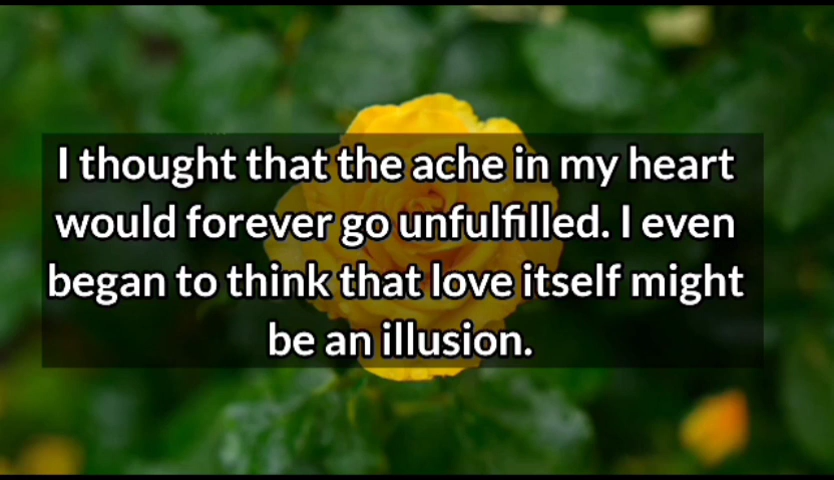 I thought that the ache in my heart
would forever go unfulfilled. I even
began to think that love itself might
be an illusion.